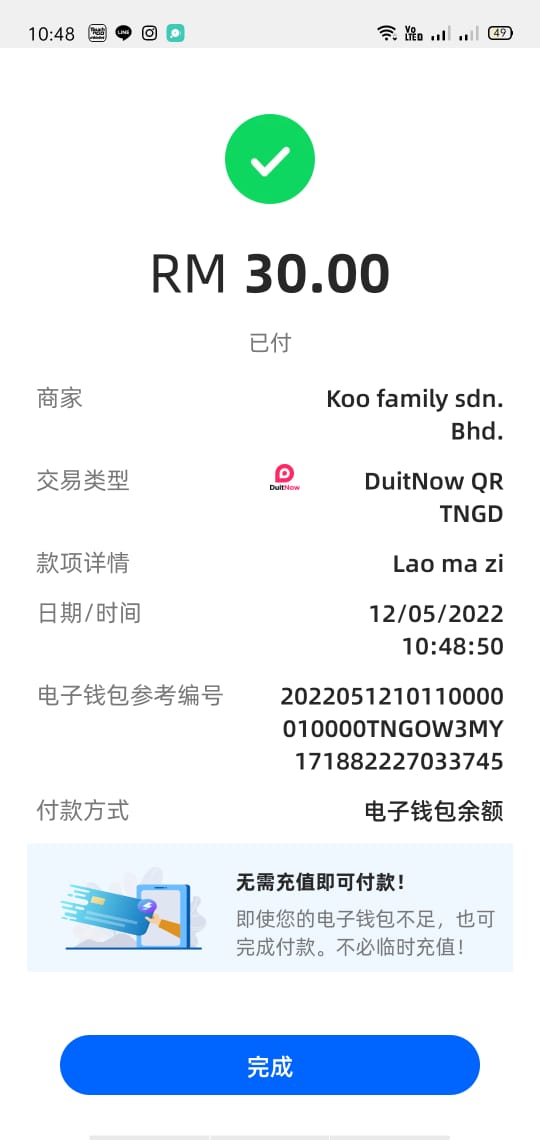 10:48
VoLTED
49
RM 30.00
已付
商家
Koo family sdn.
Bhd.
交易类型
DuitNow
DuitNow QR
TNGD
款项详情
Lao ma zi
日期/时间
12/05/2022
10:48:50
电子钱包参考编号
2022051210110000
010000TNGOW3MY
171882227033745
付款方式
电子钱包余额
无需充值即可付款！
即使您的电子钱包不足，也可
完成付款。不必临时充值！
完成